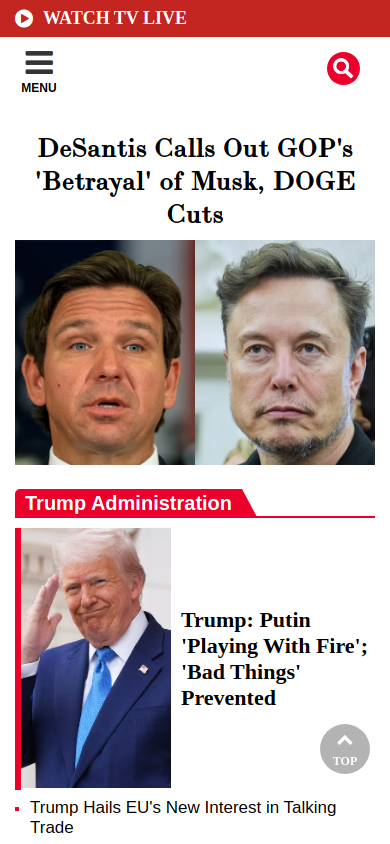 WATCH TV LIVE
MENU
DeSantis Calls Out GOP's
'Betrayal' of Musk, DOGE
Cuts
Trump Administration
Trump: Putin
'Playing With Fire';
'Bad Things'
Prevented
TOP
Trump Hails EU's New Interest in Talking
Trade